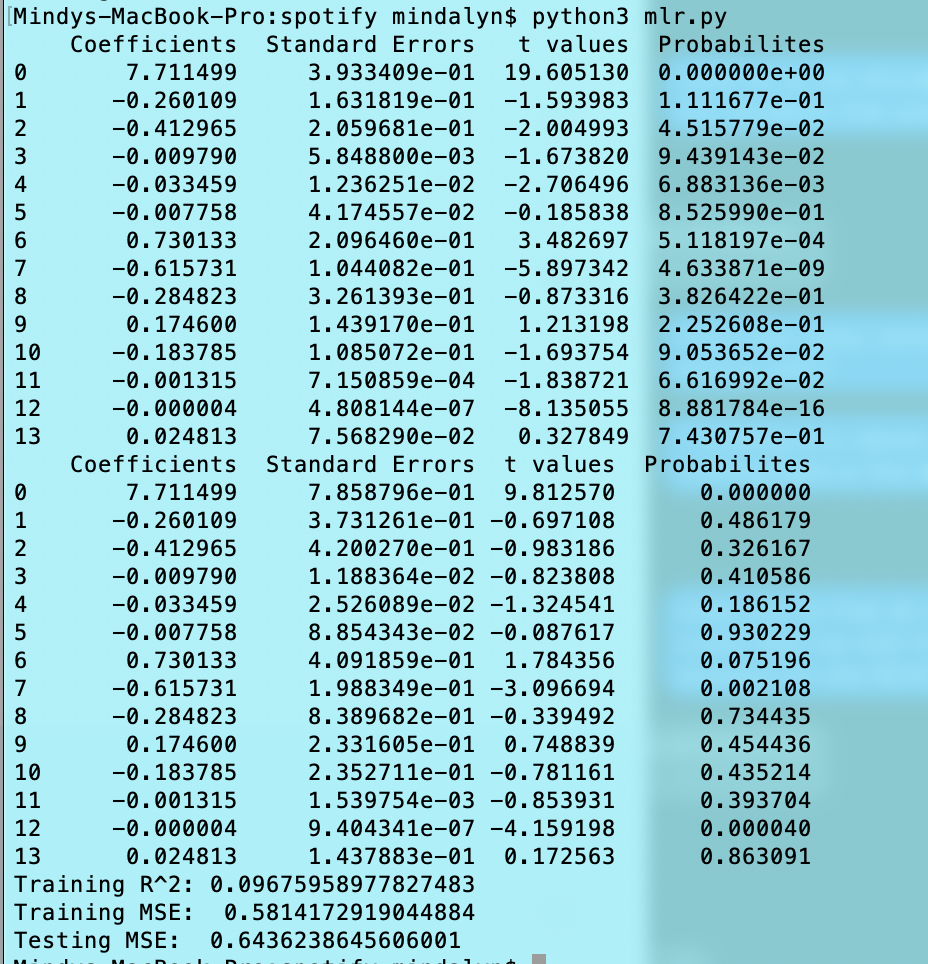 [Mindys-MacBook-Pro:spotify mindalyn$ python3 mlr.py
Coefficients Standard Errors t values Probabilites
0 7.711499 3.933409e-01 19.605130 0.000000e+00
1 -0.260109 1.631819e-01 -1.593983 1.111677e-01
2 -0.412965 2.059681e-01 -2.004993 4.515779e-02
3 -0.009790 5.848800e-03 -1.673820 9.439143e-02
4 -0.033459 1.236251e-02 -2.706496 6.883136e-03
5 -0.007758 4.174557e-02 -0.185838 8.525990e-01
6 0.730133 2.096460e-01 3.482697 5.118197e-04
7 -0.615731 1.044082e-01 -5.897342 4.633871e-09
8 -0.284823 3.261393e-01 -0.873316 3.826422e-01
9 0.174600 1.439170e-01 1.213198 2.252608e-01
10 -0.183785 1.085072e-01 -1.693754 9.053652e-02
11 -0.001315 7.150859e-04 -1.838721 6.616992e-02
12 -0.000004 4.808144e-07 -8.135055 8.881784e-16
13 0.024813 7.568290e-02 0.327849 7.430757e-01
Coefficients Standard Errors t values Probabilites
0 7.711499 7.858796e-01 9.812570 0.000000
1 -0.260109 3.731261e-01 -0.697108 0.486179
2 -0.412965 4.200270e-01 -0.983186 0.326167
3 -0.009790 1.188364e-02 -0.823808 0.410586
4 -0.033459 2.526089e-02 -1.324541 0.186152
5 -0.007758 8.854343e-02 -0.087617 0.930229
6 0.730133 4.091859e-01 1.784356 0.075196
7 -0.615731 1.988349e-01 -3.096694 0.002108
8 -0.284823 8.389682e-01 -0.339492 0.734435
9 0.174600 2.331605e-01 0.748839 0.454436
10 -0.183785 2.352711e-01 -0.781161 0.435214
11 -0.001315 1.539754e-03 -0.853931 0.393704
12 -0.000004 9.404341e-07 -4.159198 0.000040
13 0.024813 1.437883e-01 0.172563 0.863091
Training R^2: 0.09675958977827483
Training MSE: 0.5814172919044884
Testing MSE: 0.6436238645606001
Mindys-MacBook-Pro:spotify mindalyn$